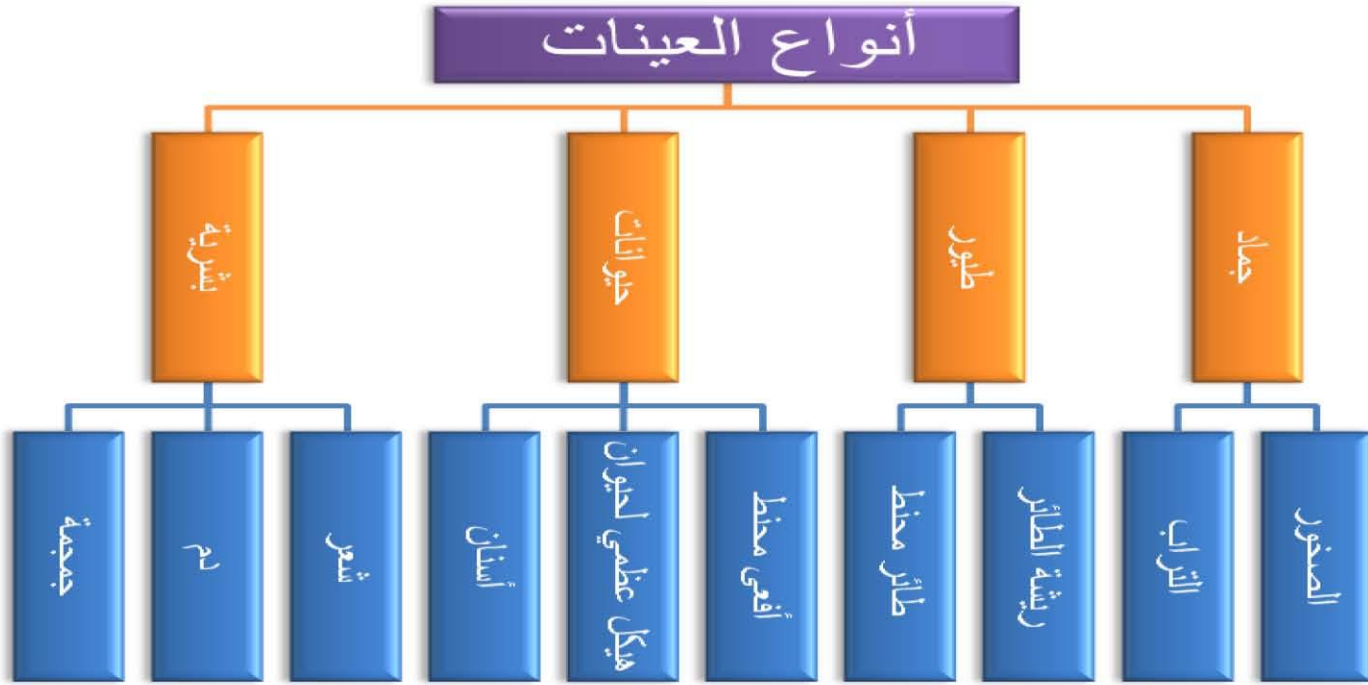 أنواع العينات
جماد
طيور
حيوانات
بشرية
الصخور
التراب
ريشة الطائر
طائر محنط
أفعى محنط
هيكل عظمي لحيوان
أسنان
شعر
دم
جمجمة